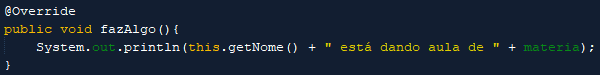 @Override
public void fazAlgo(){
    System.out.println(this.getNome() + " está dando aula de " + materia);
}